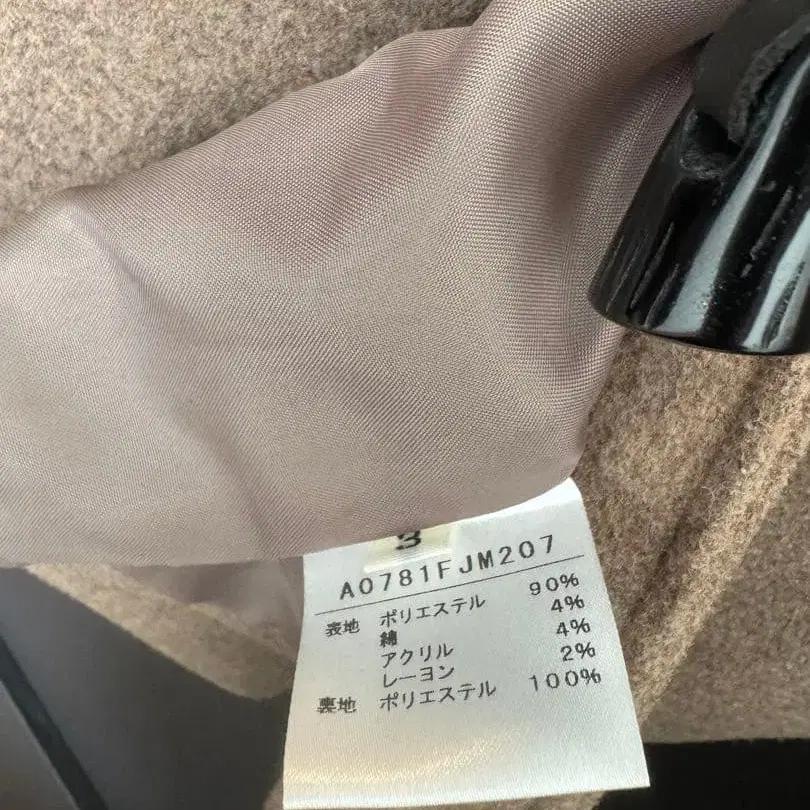 3
A0781FJM207
表地 ポリエステル 90%
綿 4%
アクリル 4%
レーヨン 2%
裏地 ポリエステル 100%